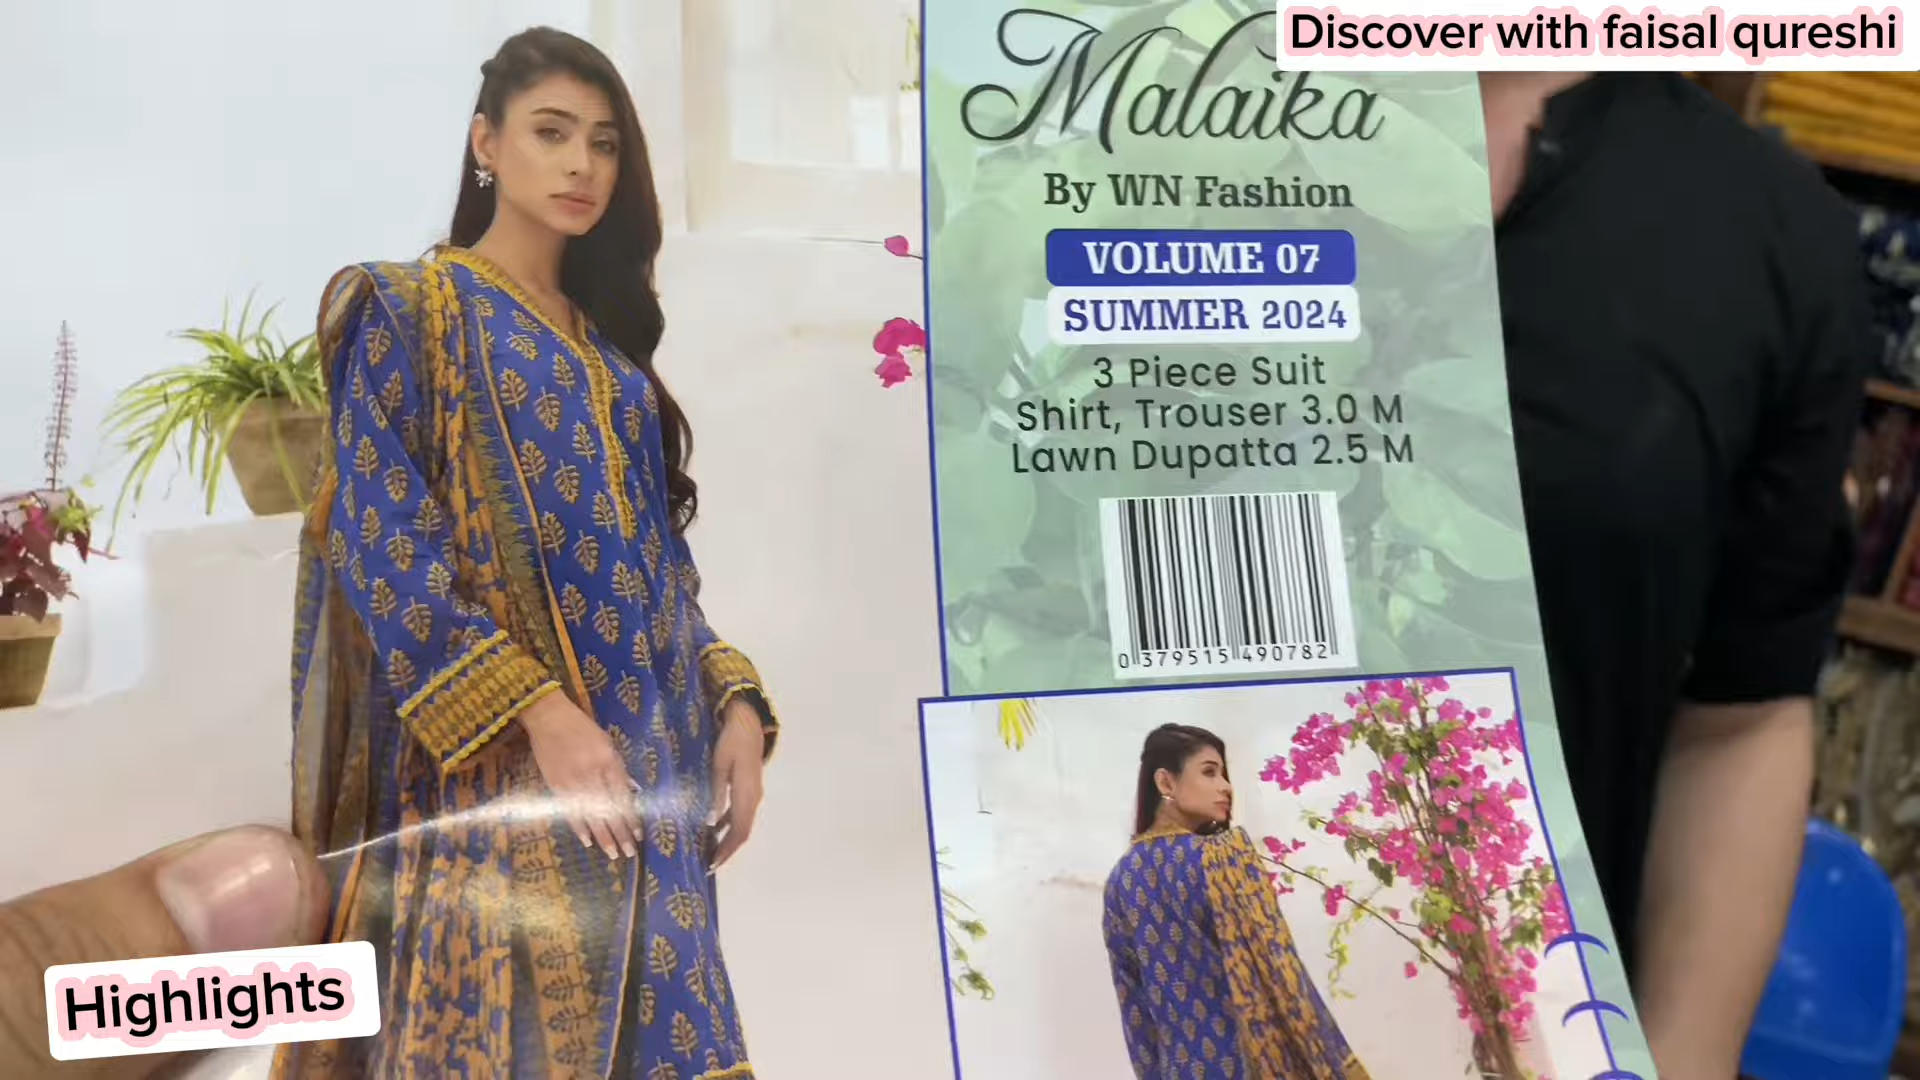 Discover with faisal qureshi
Malaika
By WN Fashion
VOLUME 07
SUMMER 2024
3 Piece Suit
Shirt, Trouser 3.0 M
Lawn Dupatta 2.5 M
0 379515 490782
Highlights